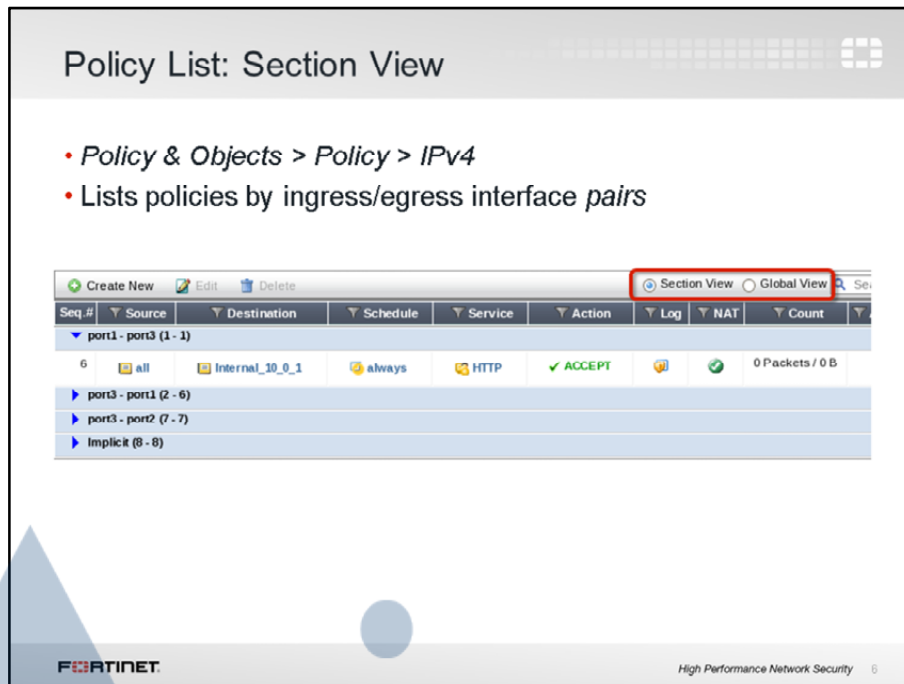 Policy List: Section View
• Policy & Objects > Policy > IPv4
• Lists policies by ingress/egress interface pairs
Create New Edit Delete Section View Global View
Seq.# Source Destination Schedule Service Action Log NAT Count
port1 - port3 (1 - 1)
6 all Internal_10_0_1 always HTTP ACCEPT 0 Packets / 0 B
port3 - port1 (2 - 6)
port3 - port2 (7 - 7)
Implicit (8 - 8)
FORTINET. High Performance Network Security 6